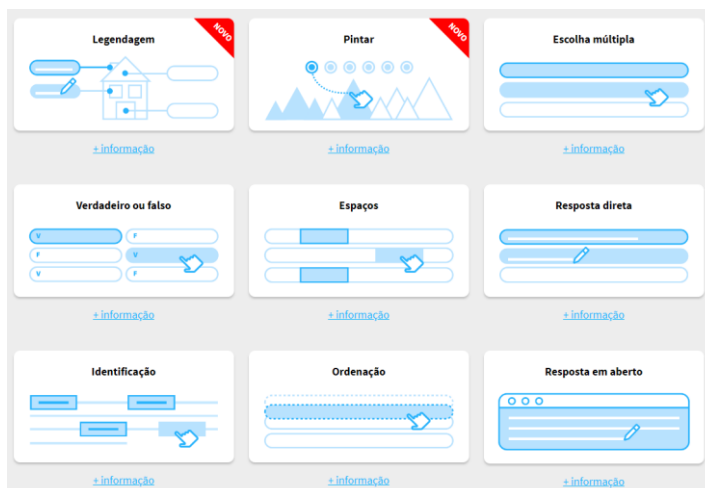 Legendagem
NOVO
Pintar
NOVO
Escolha múltipla
+ informação
+ informação
+ informação
Verdadeiro ou falso
V F
F V
V F
Espaços
Resposta direta
+ informação
+ informação
+ informação
Identificação
Ordenação
Resposta em aberto
+ informação
+ informação
+ informação